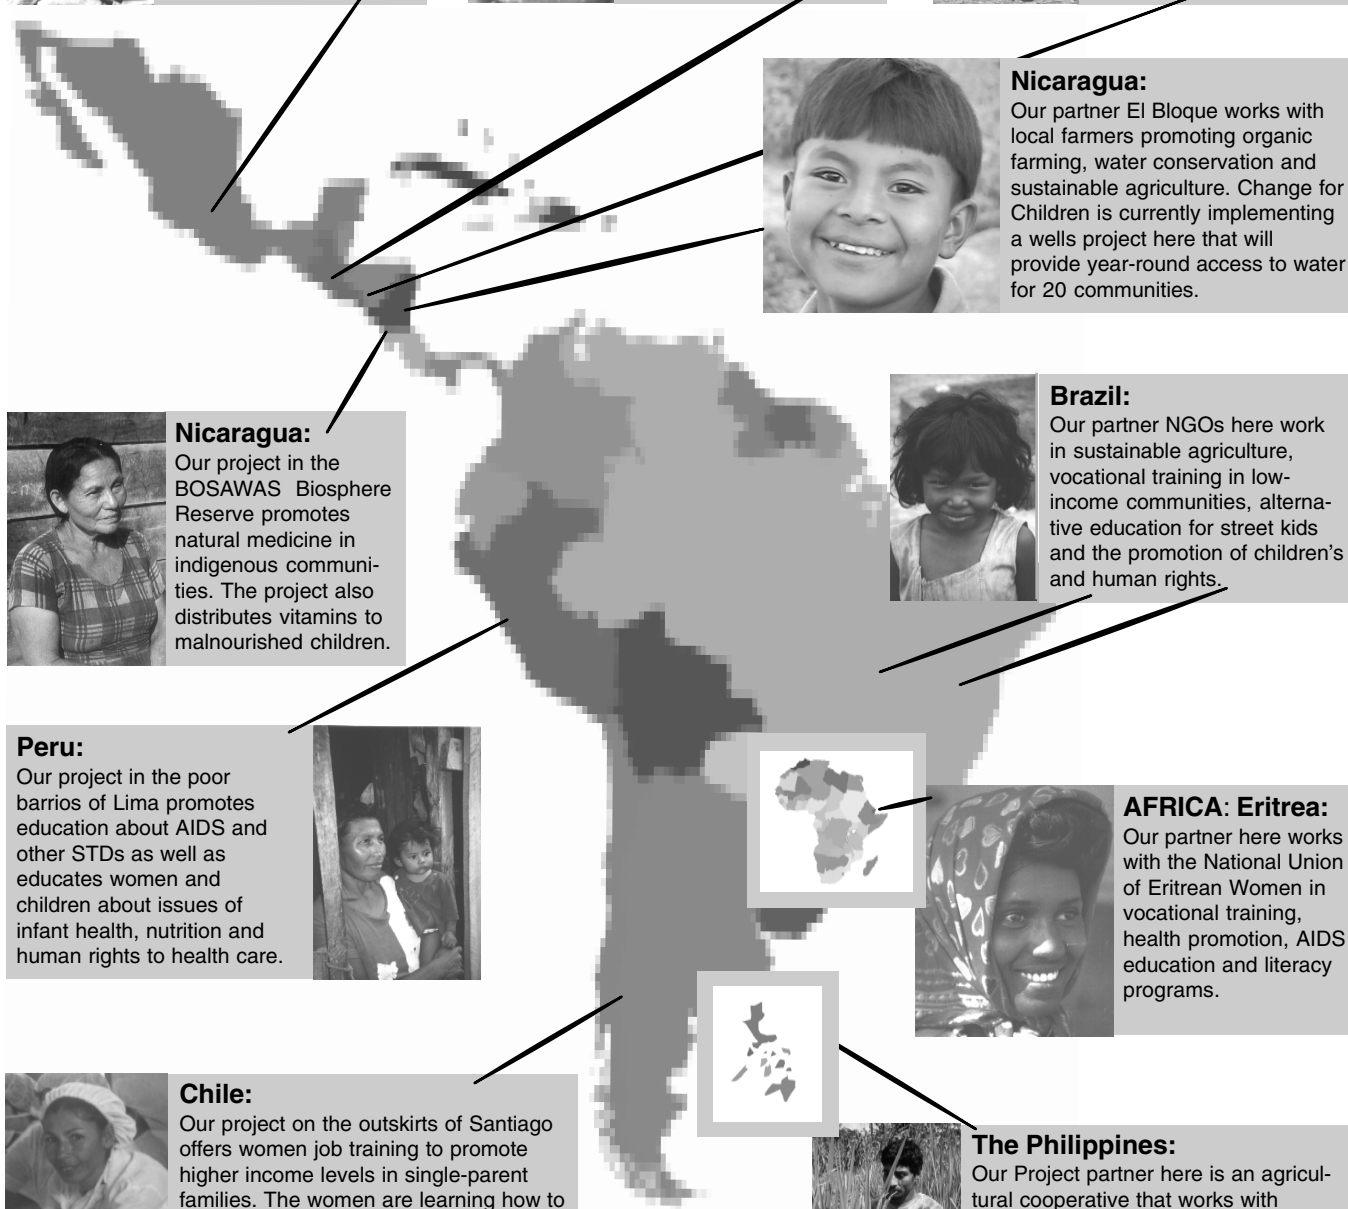 Nicaragua:
Our partner El Bloque works with
local farmers promoting organic
farming, water conservation and
sustainable agriculture. Change for
Children is currently implementing
a wells project here that will
provide year-round access to water
for 20 communities.
Nicaragua:
Our project in the
BOSAWAS Biosphere
Reserve promotes
natural medicine in
indigenous communi-
ties. The project also
distributes vitamins to
malnourished children.
Brazil:
Our partner NGOs here work
in sustainable agriculture,
vocational training in low-
income communities, alterna-
tive education for street kids
and the promotion of children's
and human rights.
Peru:
Our project in the poor
barrios of Lima promotes
education about AIDS and
other STDs as well as
educates women and
children about issues of
infant health, nutrition and
human rights to health care.
AFRICA: Eritrea:
Our partner here works
with the National Union
of Eritrean Women in
vocational training,
health promotion, AIDS
education and literacy
programs.
Chile:
Our project on the outskirts of Santiago
offers women job training to promote
higher income levels in single-parent
families. The women are learning how to
The Philippines:
Our Project partner here is an agricul-
tural cooperative that works with